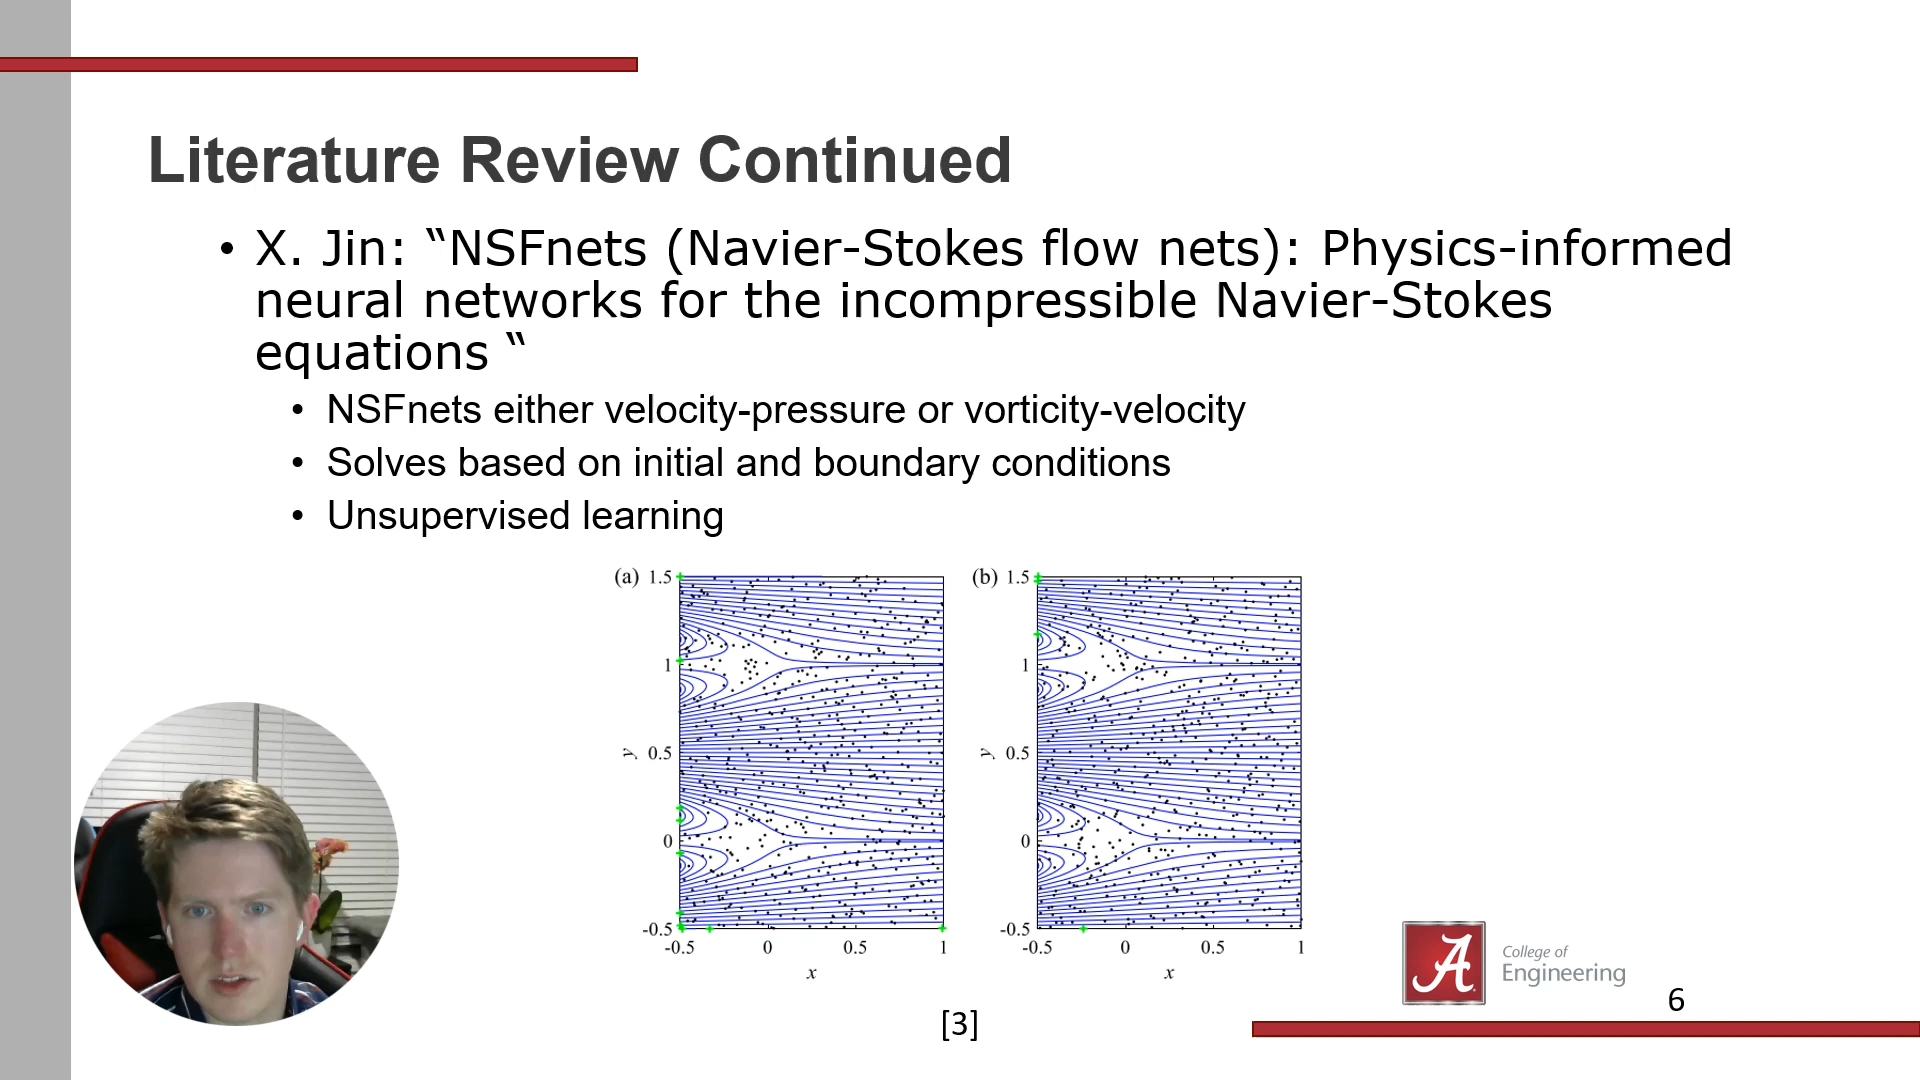 Literature Review Continued
• X. Jin: “NSFnets (Navier-Stokes flow nets): Physics-informed
neural networks for the incompressible Navier-Stokes
equations “
• NSFnets either velocity-pressure or vorticity-velocity
• Solves based on initial and boundary conditions
• Unsupervised learning
(a) 1.5
1
0.5
0
-0.5
y
-0.5 0 0.5 1
x
(b) 1.5
1
0.5
0
-0.5
y
-0.5 0 0.5 1
x
[3]
A
College of
Engineering
6